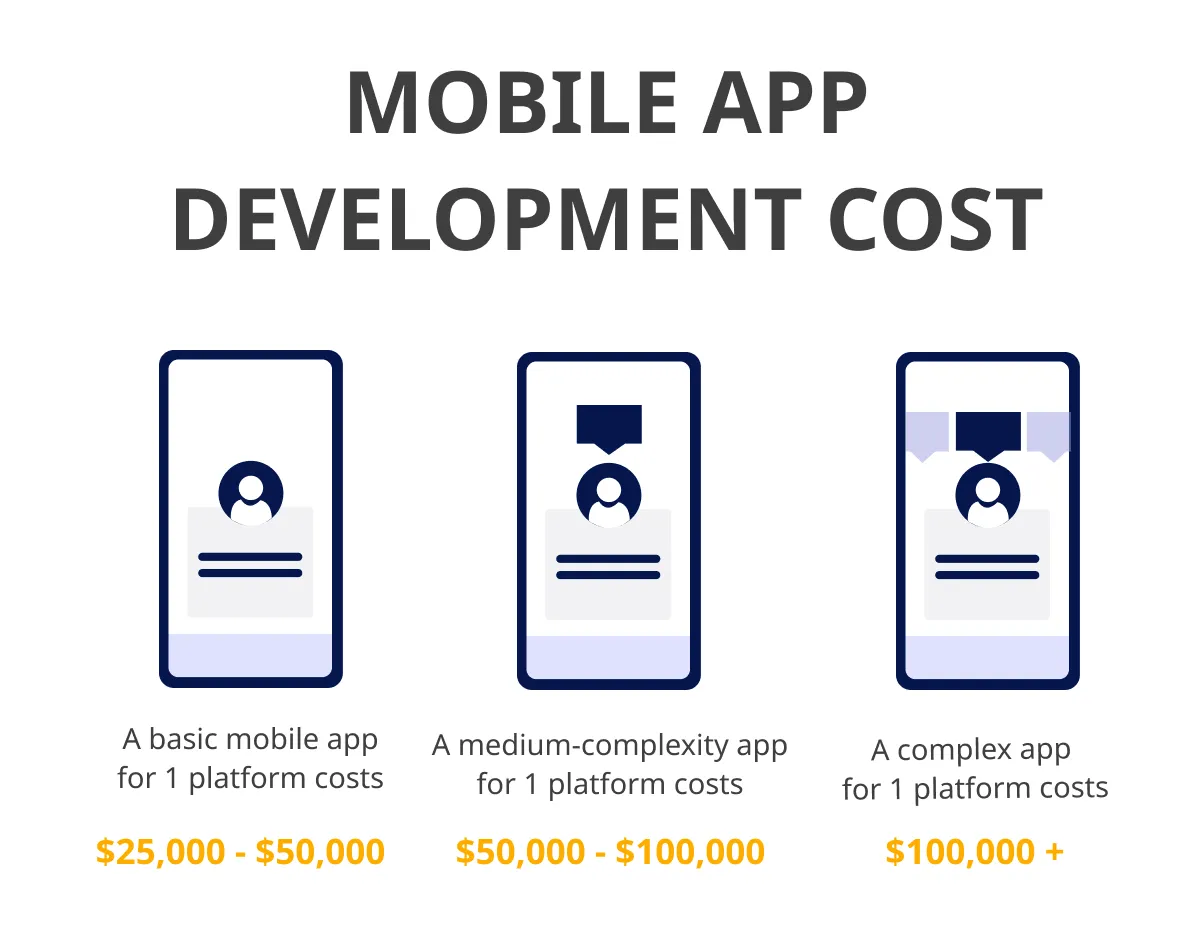 MOBILE APP
DEVELOPMENT COST
A basic mobile app
for 1 platform costs
$25,000 - $50,000
A medium-complexity app
for 1 platform costs
$50,000 - $100,000
A complex app
for 1 platform costs
$100,000 +